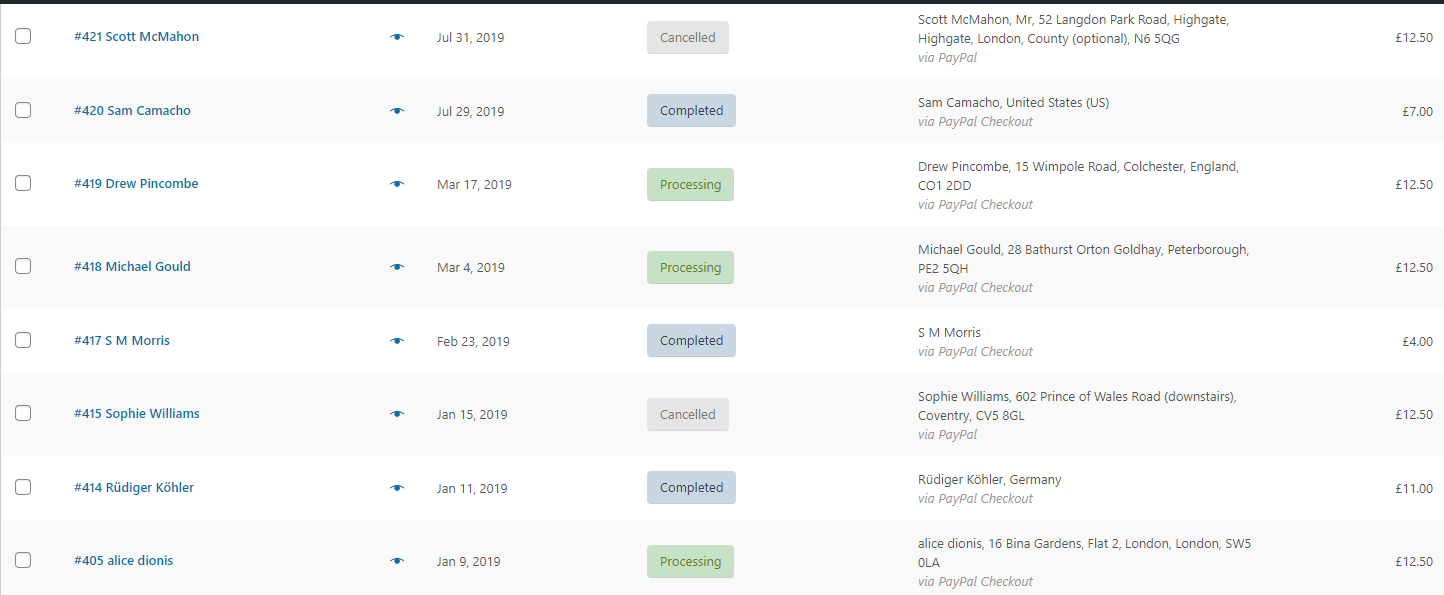 #421 Scott McMahon
Jul 31, 2019
Cancelled
Scott McMahon, Mr, 52 Langdon Park Road, Highgate,
Highgate, London, County (optional), N6 5QG
via PayPal
£12.50
#420 Sam Camacho
Jul 29, 2019
Completed
Sam Camacho, United States (US)
via PayPal Checkout
£7.00
#419 Drew Pincombe
Mar 17, 2019
Processing
Drew Pincombe, 15 Wimpole Road, Colchester, England,
CO1 2DD
via PayPal Checkout
£12.50
#418 Michael Gould
Mar 4, 2019
Processing
Michael Gould, 28 Bathurst Orton Goldhay, Peterborough,
PE2 5QH
via PayPal Checkout
£12.50
#417 S M Morris
Feb 23, 2019
Completed
S M Morris
via PayPal Checkout
£4.00
#415 Sophie Williams
Jan 15, 2019
Cancelled
Sophie Williams, 602 Prince of Wales Road (downstairs),
Coventry, CV5 8GL
via PayPal
£12.50
#414 Rüdiger Köhler
Jan 11, 2019
Completed
Rüdiger Köhler, Germany
via PayPal Checkout
£11.00
#405 alice dionis
Jan 9, 2019
Processing
alice dionis, 16 Bina Gardens, Flat 2, London, London, SW5
0LA
via PayPal Checkout
£12.50